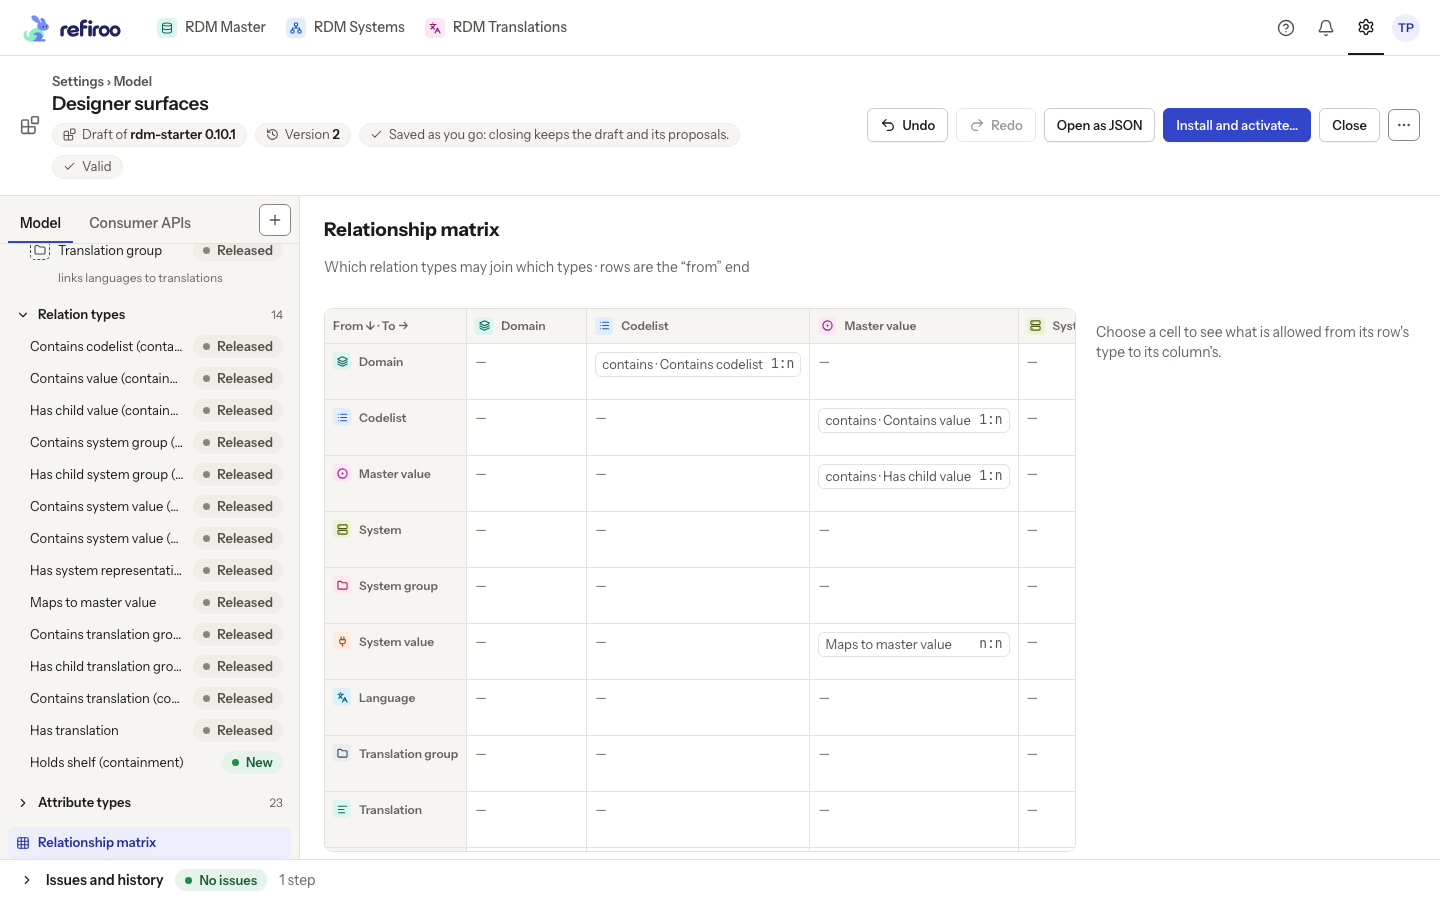 refiroo
RDM Master
RDM Systems
RDM Translations
TP
Settings › Model
Designer surfaces
Draft of rdm-starter 0.10.1
Version 2
Saved as you go: closing keeps the draft and its proposals.
Valid
Undo
Redo
Open as JSON
Install and activate...
Close
Model
Consumer APIs
Translation group Released
links languages to translations
Relation types 14
Contains codelist (conta... Released
Contains value (contain... Released
Has child value (contain... Released
Contains system group (... Released
Has child system group (... Released
Contains system value (... Released
Contains system value (... Released
Has system representati... Released
Maps to master value Released
Contains translation gro... Released
Has child translation gro... Released
Contains translation (co... Released
Has translation Released
Holds shelf (containment) New
Attribute types 23
Relationship matrix
Relationship matrix
Which relation types may join which types · rows are the “from” end
From ↓ · To → Domain Codelist Master value Syst
Domain — contains · Contains codelist 1:n — —
Codelist — — contains · Contains value 1:n —
Master value — — contains · Has child value 1:n —
System — — — —
System group — — — —
System value — — Maps to master value n:n —
Language — — — —
Translation group — — — —
Translation — — — —
Choose a cell to see what is allowed from its row's
type to its column's.
Issues and history
No issues
1 step